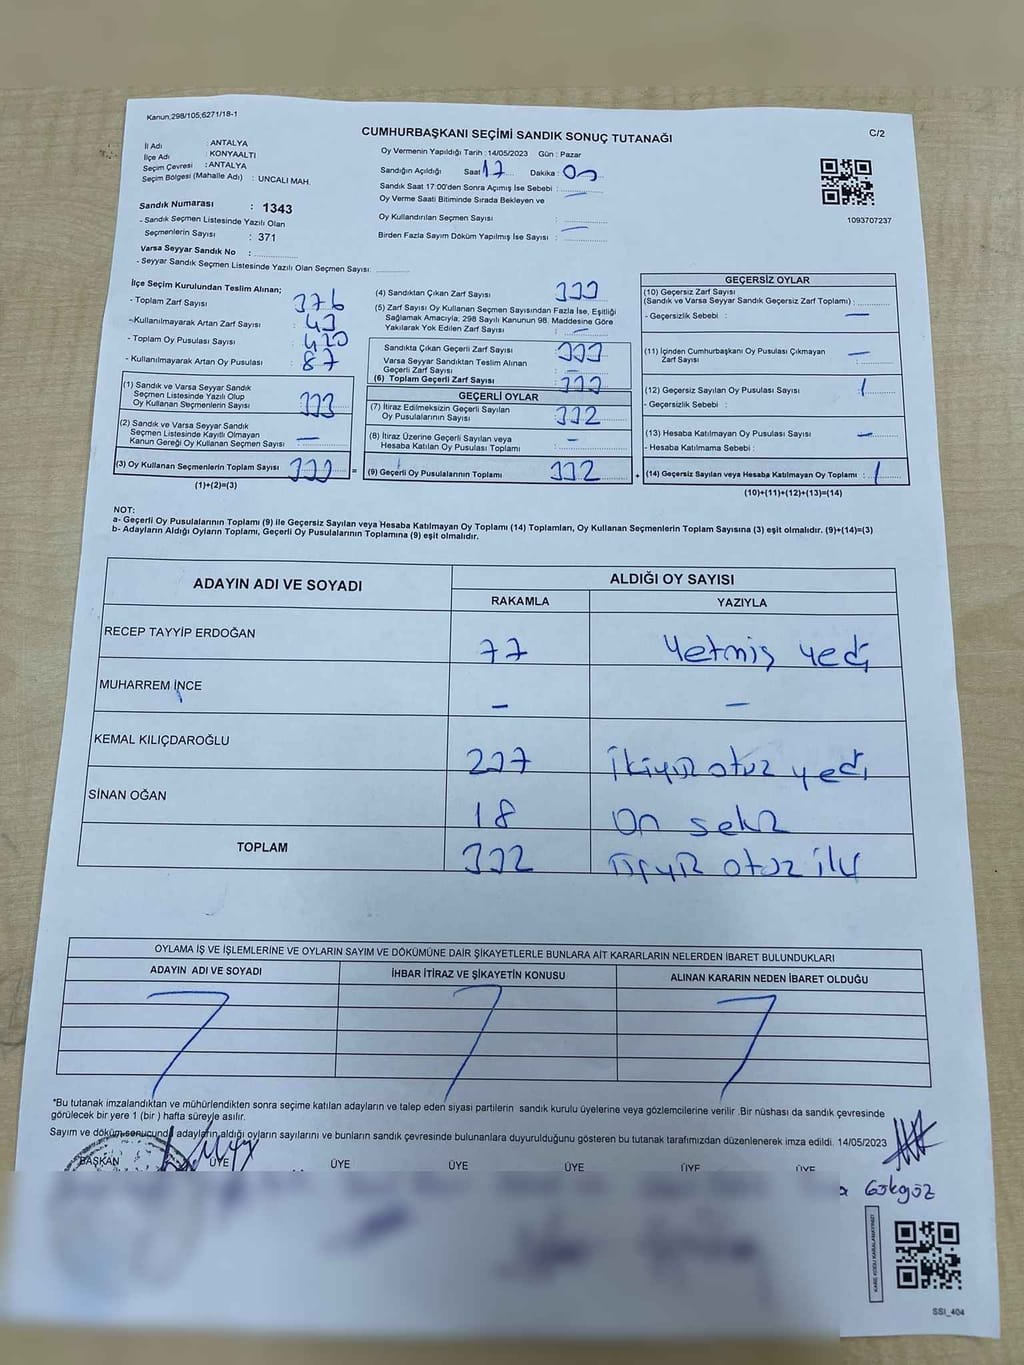 Kanun,298/105;6271/18-1
CUMHURBAŞKANI SEÇİMİ SANDIK SONUÇ TUTANAĞI
C/2
İl Adı : ANTALYA
İlçe Adı : KONYAALTI
Seçim Çevresi : ANTALYA
Seçim Bölgesi (Mahalle Adı) : UNCALI MAH.
Sandık Numarası : 1343
- Sandık Seçmen Listesinde Yazılı Olan
Seçmenlerin Sayısı : 371
Varsa Seyyar Sandık No :
- Seyyar Sandık Seçmen Listesinde Yazılı Olan Seçmen Sayısı:
Oy Vermenin Yapıldığı Tarih : 14/05/2023 Gün : Pazar
Sandığın Açıldığı Saat 17 Dakika : 00
Sandık Saat 17:00'den Sonra Açımış İse Sebebi :
Oy Verme Saati Bitiminde Sırada Bekleyen ve –
Oy Kullandırılan Seçmen Sayısı :
Birden Fazla Sayım Döküm Yapılmış İse Sayısı : –
1093707237
İlçe Seçim Kurulundan Teslim Alınan;
- Toplam Zarf Sayısı 376
- Kullanılmayarak Artan Zarf Sayısı : 43
- Toplam Oy Pusulası Sayısı : 420
- Kullanılmayarak Artan Oy Pusulası : 87
(1) Sandık ve Varsa Seyyar Sandık
Seçmen Listesinde Yazılı Olup
Oy Kullanan Seçmenlerin Sayısı : 333
(2) Sandık ve Varsa Seyyar Sandık
Seçmen Listesinde Kayıtlı Olmayan
Kanun Gereği Oy Kullanan Seçmen Sayısı : –
(3) Oy Kullanan Seçmenlerin Toplam Sayısı 333
(1)+(2)=(3)
(4) Sandıktan Çıkan Zarf Sayısı 333
(5) Zarf Sayısı Oy Kullanan Seçmen Sayısından Fazla İse, Eşitliği
Sağlamak Amacıyla; 298 Sayılı Kanunun 98. Maddesine Göre
Yakılarak Yok Edilen Zarf Sayısı : –
Sandıkta Çıkan Geçerli Zarf Sayısı : 333
Varsa Seyyar Sandıktan Teslim Alınan
Geçerli Zarf Sayısı : –
(6) Toplam Geçerli Zarf Sayısı : 333
GEÇERLİ OYLAR
(7) İtiraz Edilmeksizin Geçerli Sayılan
Oy Pusulalarının Sayısı : 332
(8) İtiraz Üzerine Geçerli Sayılan veya
Hesaba Katılan Oy Pusulası Toplamı : –
= (9) Geçerli Oy Pusulalarının Toplamı : 332
GEÇERSİZ OYLAR
(10) Geçersiz Zarf Sayısı
(Sandık ve Varsa Seyyar Sandık Geçersiz Zarf Toplamı) :
- Geçersizlik Sebebi : –
(11) İçinden Cumhurbaşkanı Oy Pusulası Çıkmayan
Zarf Sayısı : –
(12) Geçersiz Sayılan Oy Pusulası Sayısı : 1
- Geçersizlik Sebebi :
(13) Hesaba Katılmayan Oy Pusulası Sayısı : –
- Hesaba Katılmama Sebebi :
+ (14) Geçersiz Sayılan veya Hesaba Katılmayan Oy Toplamı : 1
(10)+(11)+(12)+(13)=(14)
NOT:
a- Geçerli Oy Pusulalarının Toplamı (9) ile Geçersiz Sayılan veya Hesaba Katılmayan Oy Toplamı (14) Toplamları, Oy Kullanan Seçmenlerin Toplam Sayısına (3) eşit olmalıdır. (9)+(14)=(3)
b- Adayların Aldığı Oyların Toplamı, Geçerli Oy Pusulalarının Toplamına (9) eşit olmalıdır.
ADAYIN ADI VE SOYADI
ALDIĞI OY SAYISI
RAKAMLA YAZIYLA
RECEP TAYYİP ERDOĞAN 77 Yetmiş yedi
MUHARREM İNCE – –
KEMAL KILIÇDAROĞLU 237 İkiyüz otuz yedi
SİNAN OĞAN 18 On sekiz
TOPLAM 332 Üçyüz otuz iki
OYLAMA İŞ VE İŞLEMLERİNE VE OYLARIN SAYIM VE DÖKÜMÜNE DAİR ŞİKAYETLERLE BUNLARA AİT KARARLARIN NELERDEN İBARET BULUNDUKLARI
ADAYIN ADI VE SOYADI İHBAR İTİRAZ VE ŞİKAYETİN KONUSU ALINAN KARARIN NEDEN İBARET OLDUĞU
*Bu tutanak imzalandıktan ve mühürlendikten sonra seçime katılan adayların ve talep eden siyasi partilerin sandık kurulu üyelerine veya gözlemcilerine verilir .Bir nüshası da sandık çevresinde
görülecek bir yere 1 (bir ) hafta süreyle asılır.
Sayım ve döküm sonucunda adayların aldığı oyların sayılarını ve bunların sandık çevresinde bulunanlara duyurulduğunu gösteren bu tutanak tarafımızdan düzenlenerek imza edildi. 14/05/2023
BAŞKAN ÜYE ÜYE ÜYE ÜYE ÜYE ÜYE
Gökgöz
KARE KODU KARALAMAYINIZ!
SSI_404